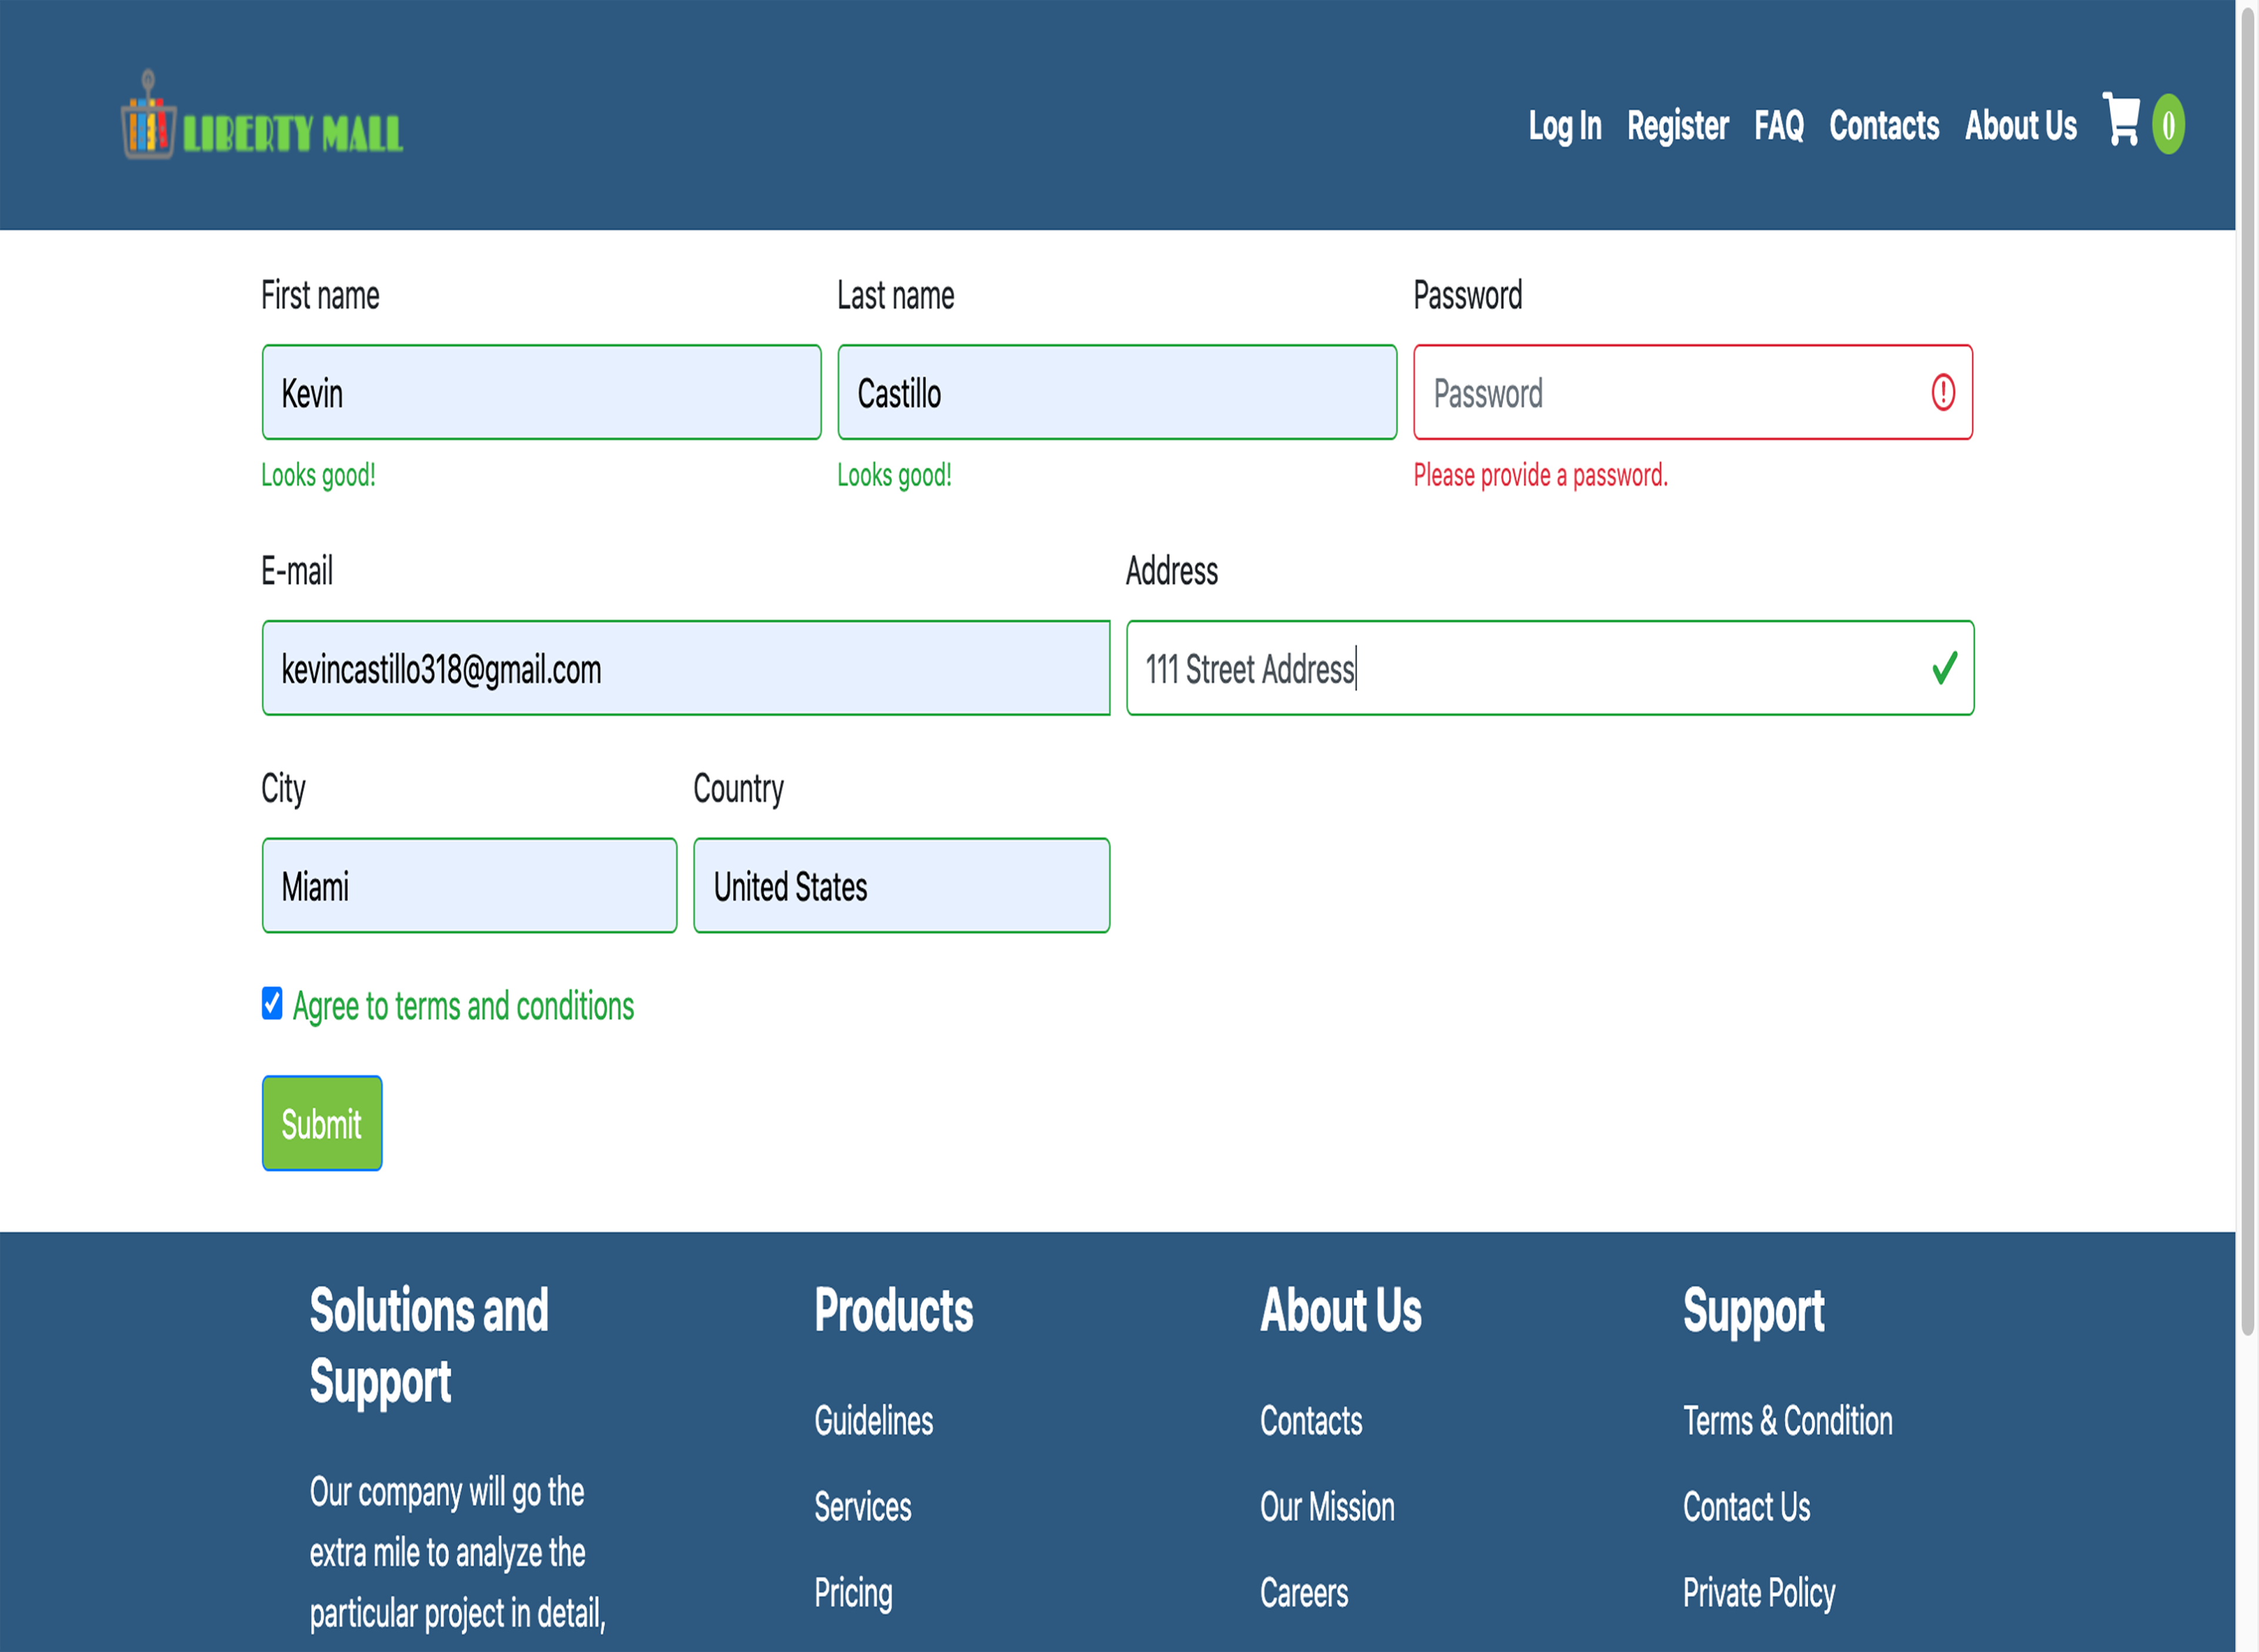 LIBERTY MALL
Log In Register FAQ Contacts About Us 0
First name Last name Password
Kevin Castillo Password
Looks good! Looks good! Please provide a password.
E-mail Address
kevincastillo318@gmail.com 111 Street Address
City Country
Miami United States
Agree to terms and conditions
Submit
Solutions and
Support
Our company will go the
extra mile to analyze the
particular project in detail,
Products
Guidelines
Services
Pricing
About Us
Contacts
Our Mission
Careers
Support
Terms & Condition
Contact Us
Private Policy